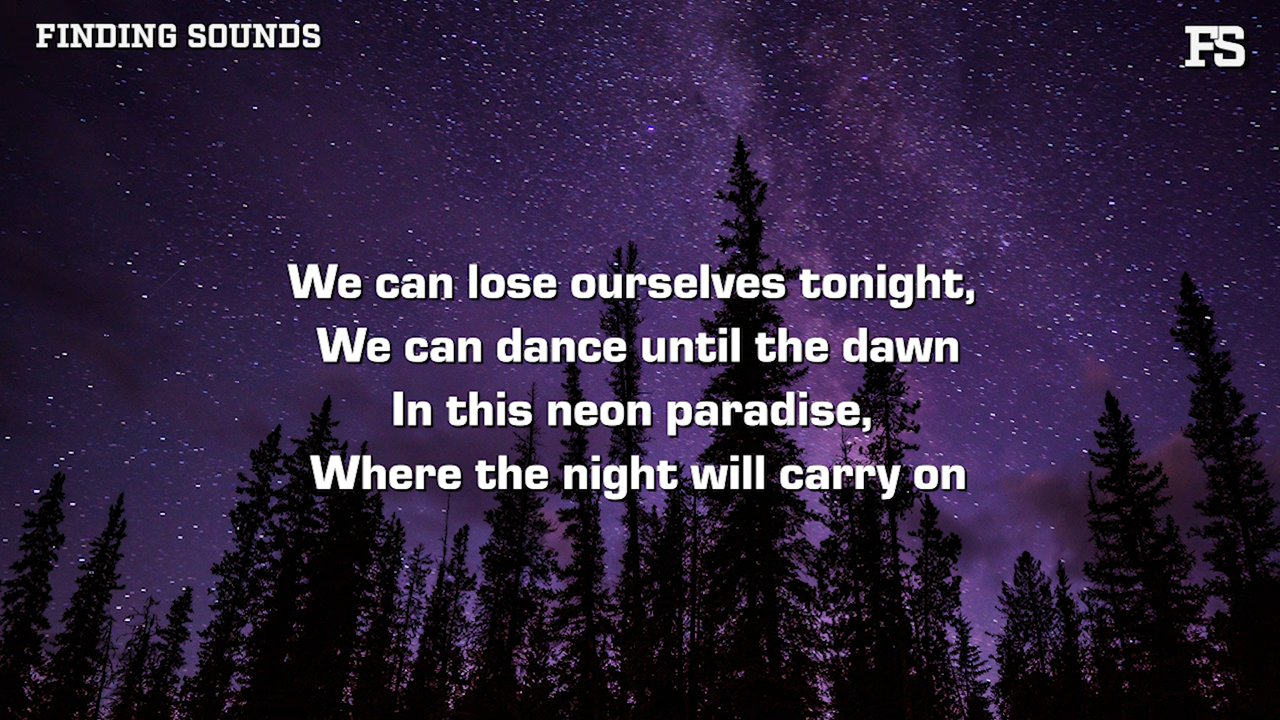 FINDING SOUNDS
FS
We can lose ourselves tonight,
We can dance until the dawn
In this neon paradise,
Where the night will carry on